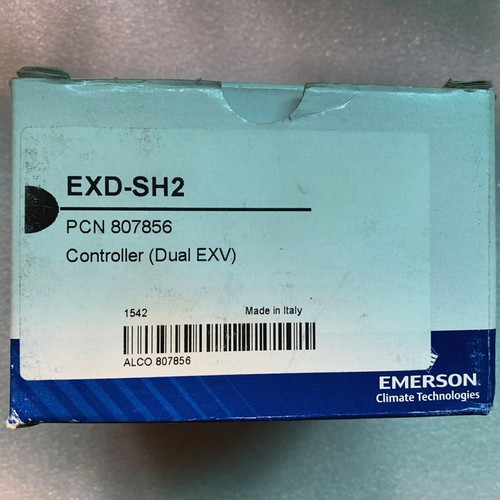 EXD-SH2
PCN 807856
Controller (Dual EXV)
1542 Made in Italy
ALCO 807856
EMERSON
Climate Technologies